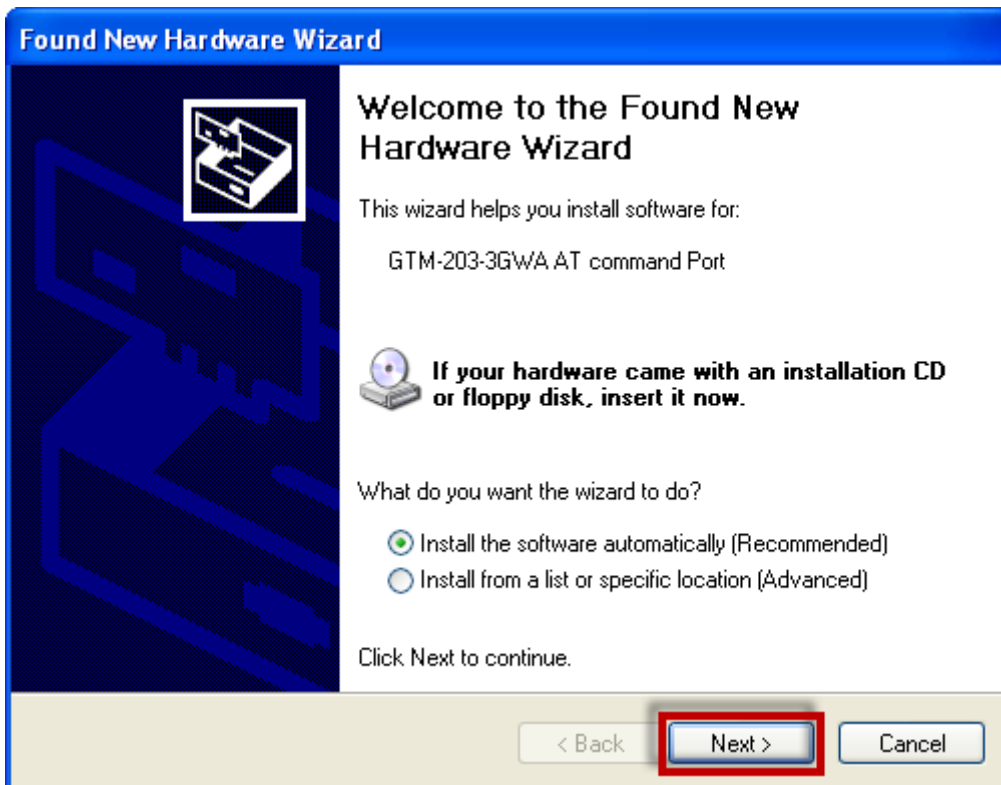 Found New Hardware Wizard
Welcome to the Found New
Hardware Wizard
This wizard helps you install software for:
GTM-203-3GWA AT command Port
If your hardware came with an installation CD
or floppy disk, insert it now.
What do you want the wizard to do?
Install the software automatically (Recommended)
Install from a list or specific location (Advanced)
Click Next to continue.
< Back
Next >
Cancel